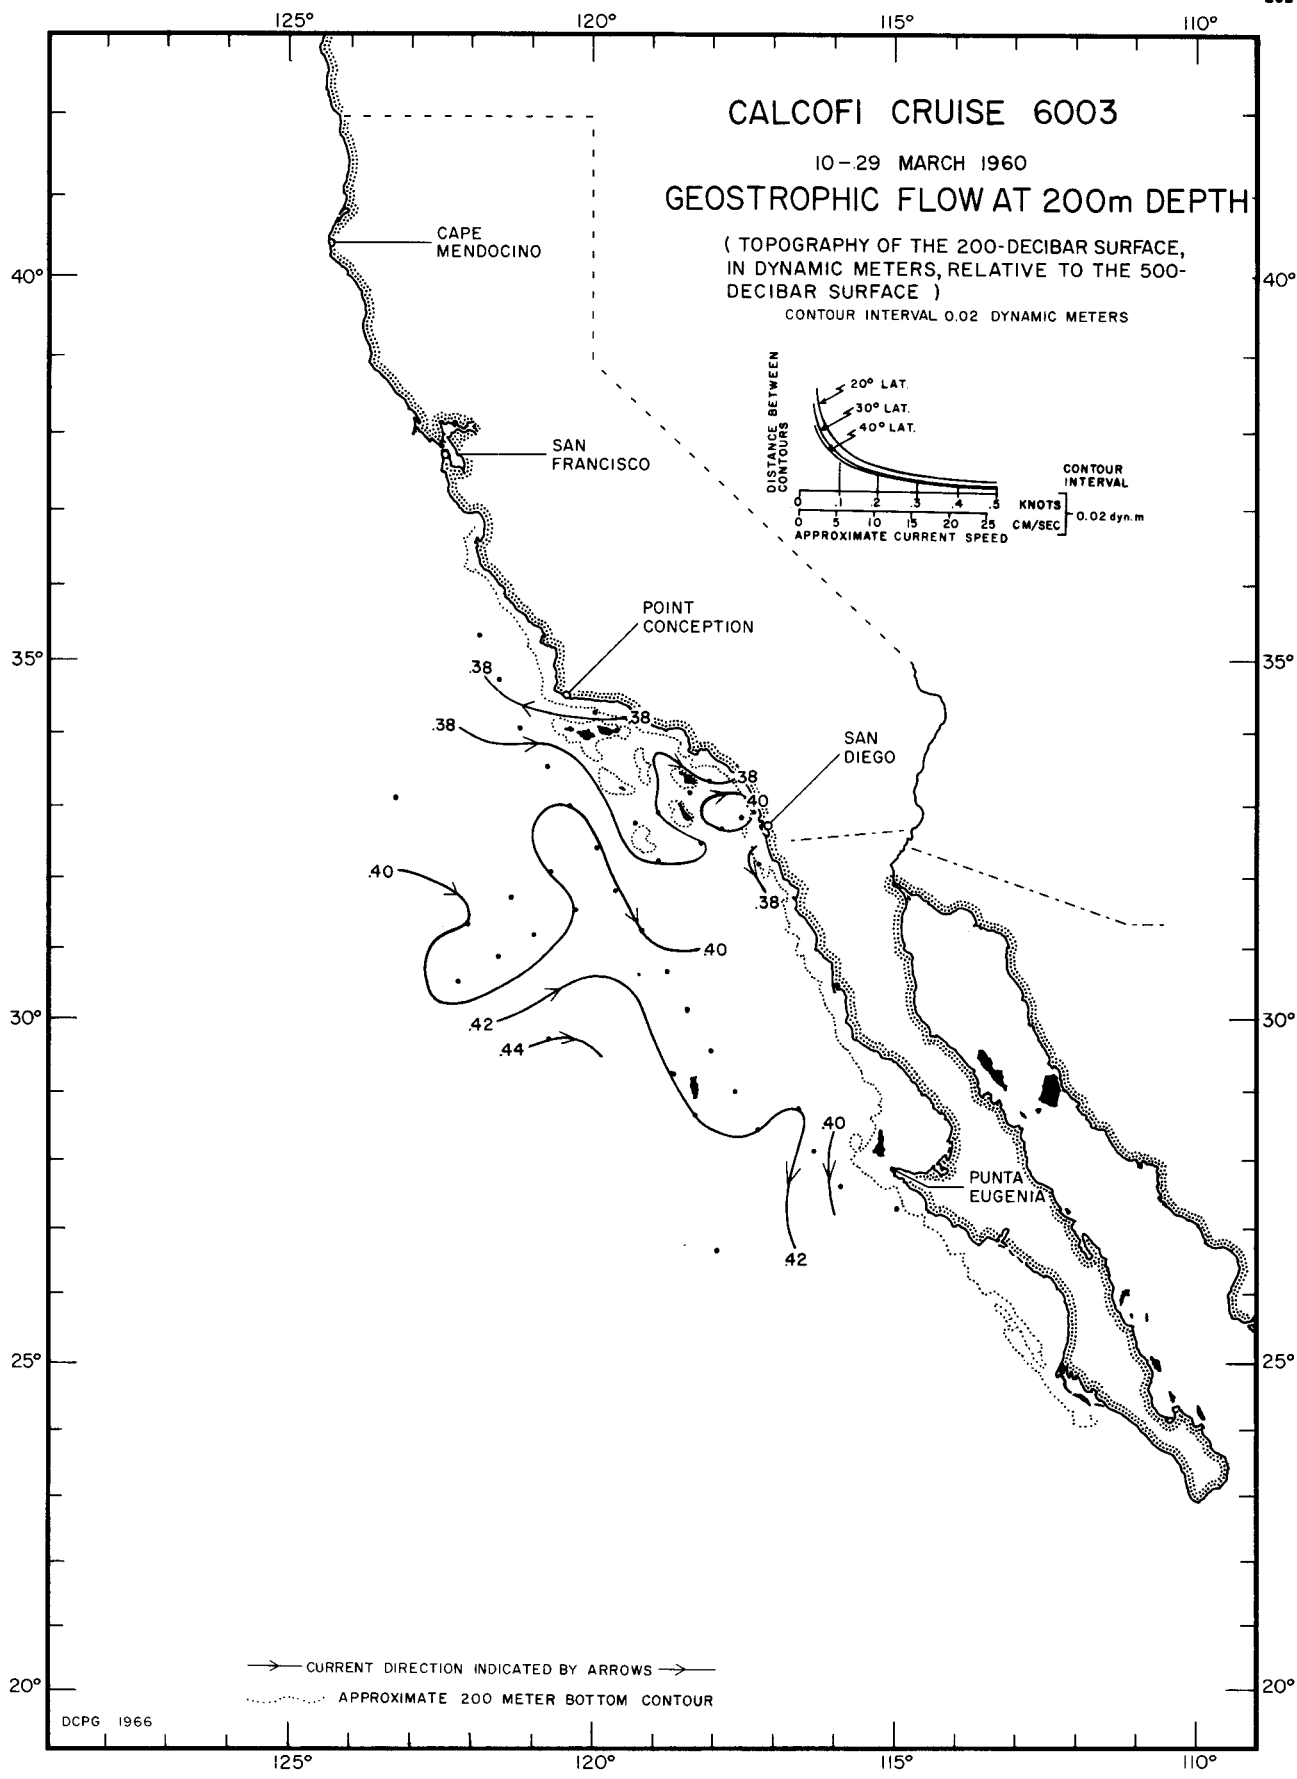 125° 120° 115° 110°
CALCOFI CRUISE 6003
10-29 MARCH 1960
GEOSTROPHIC FLOW AT 200m DEPTH
( TOPOGRAPHY OF THE 200-DECIBAR SURFACE,
IN DYNAMIC METERS, RELATIVE TO THE 500-
DECIBAR SURFACE )
CONTOUR INTERVAL 0.02 DYNAMIC METERS
CAPE
MENDOCINO
40° 40°
DISTANCE BETWEEN
CONTOURS
20° LAT.
30° LAT.
40° LAT.
CONTOUR
INTERVAL
0 .1 .2 .3 .4 .5 KNOTS
0 5 10 15 20 25 CM/SEC
0.02 dyn.m
APPROXIMATE CURRENT SPEED
SAN
FRANCISCO
POINT
CONCEPTION
35° 35°
.38
.38
.38
SAN
DIEGO
.38
.40
.40
.38
.40
30° 30°
.42
.44
.40
PUNTA
EUGENIA
.42
25° 25°
CURRENT DIRECTION INDICATED BY ARROWS
APPROXIMATE 200 METER BOTTOM CONTOUR
20° 20°
DCPG 1966
125° 120° 115° 110°